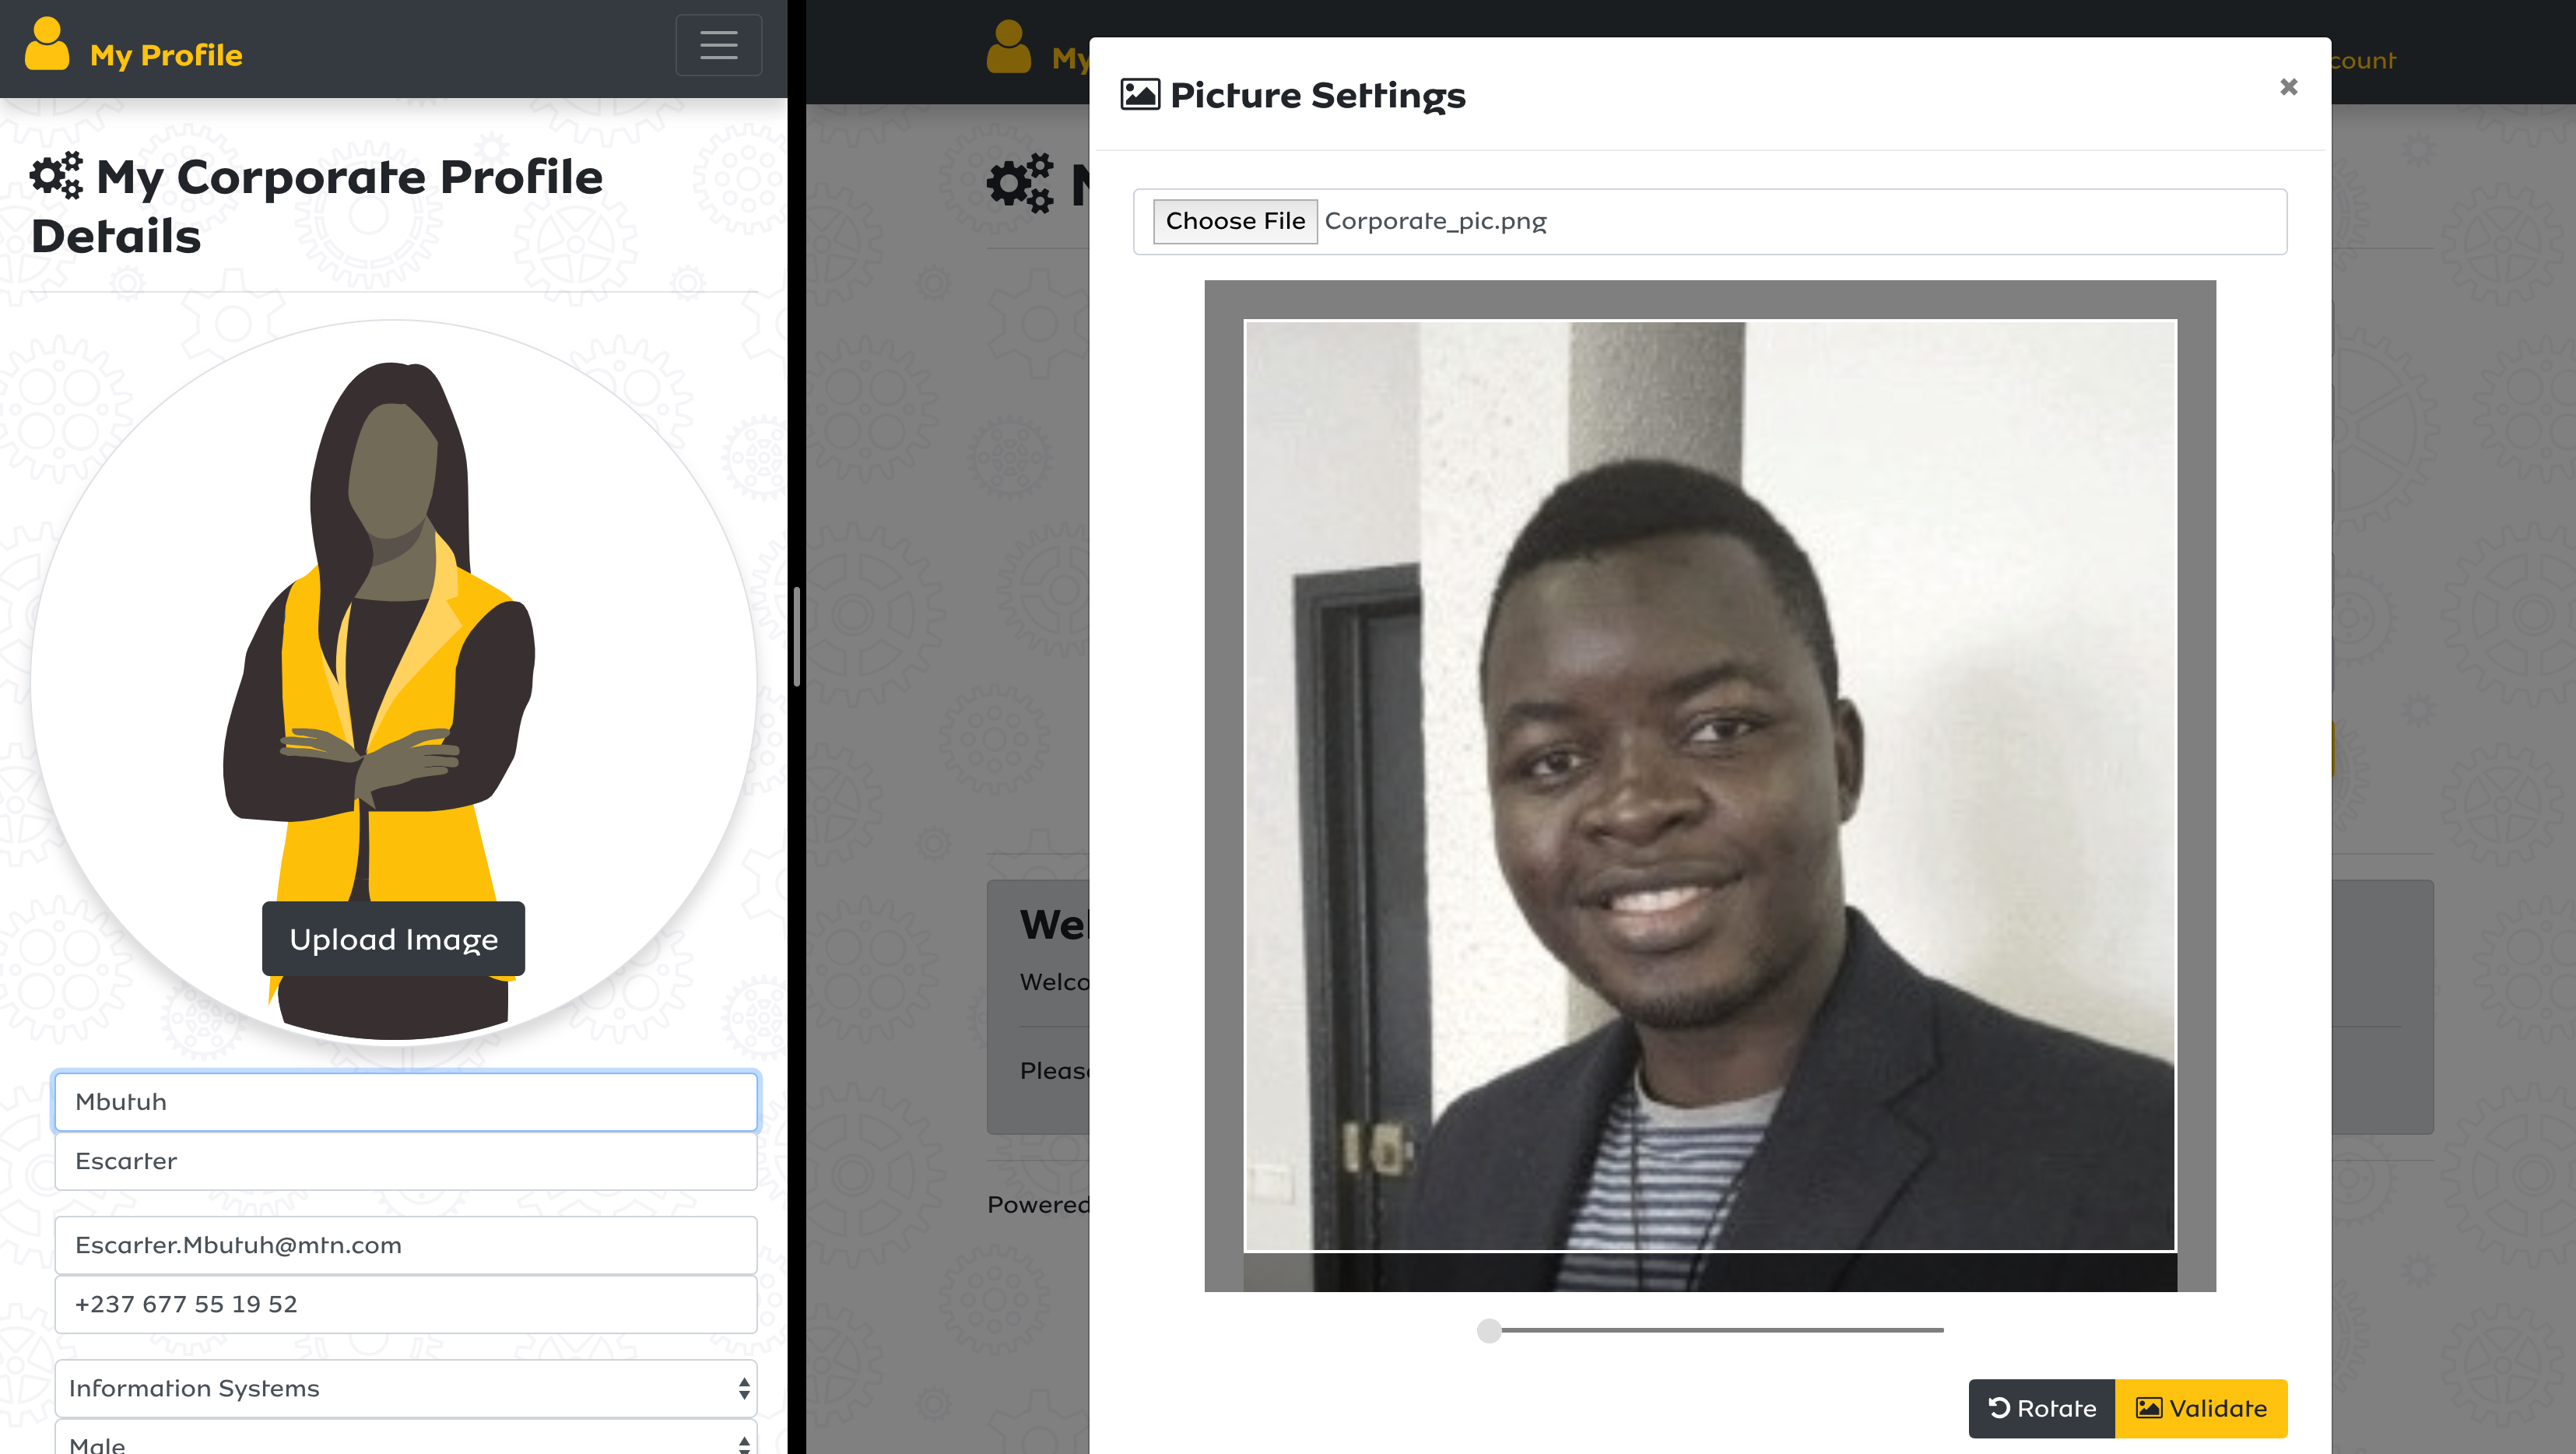 My Profile
My Corporate Profile
Details
Upload Image
Mbutuh
Escarter
Escarter.Mbutuh@mtn.com
+237 677 55 19 52
Information Systems
Male
My
count
Picture Settings
Choose File Corporate_pic.png
Wel
Welco
Pleas
Powered
Rotate
Validate